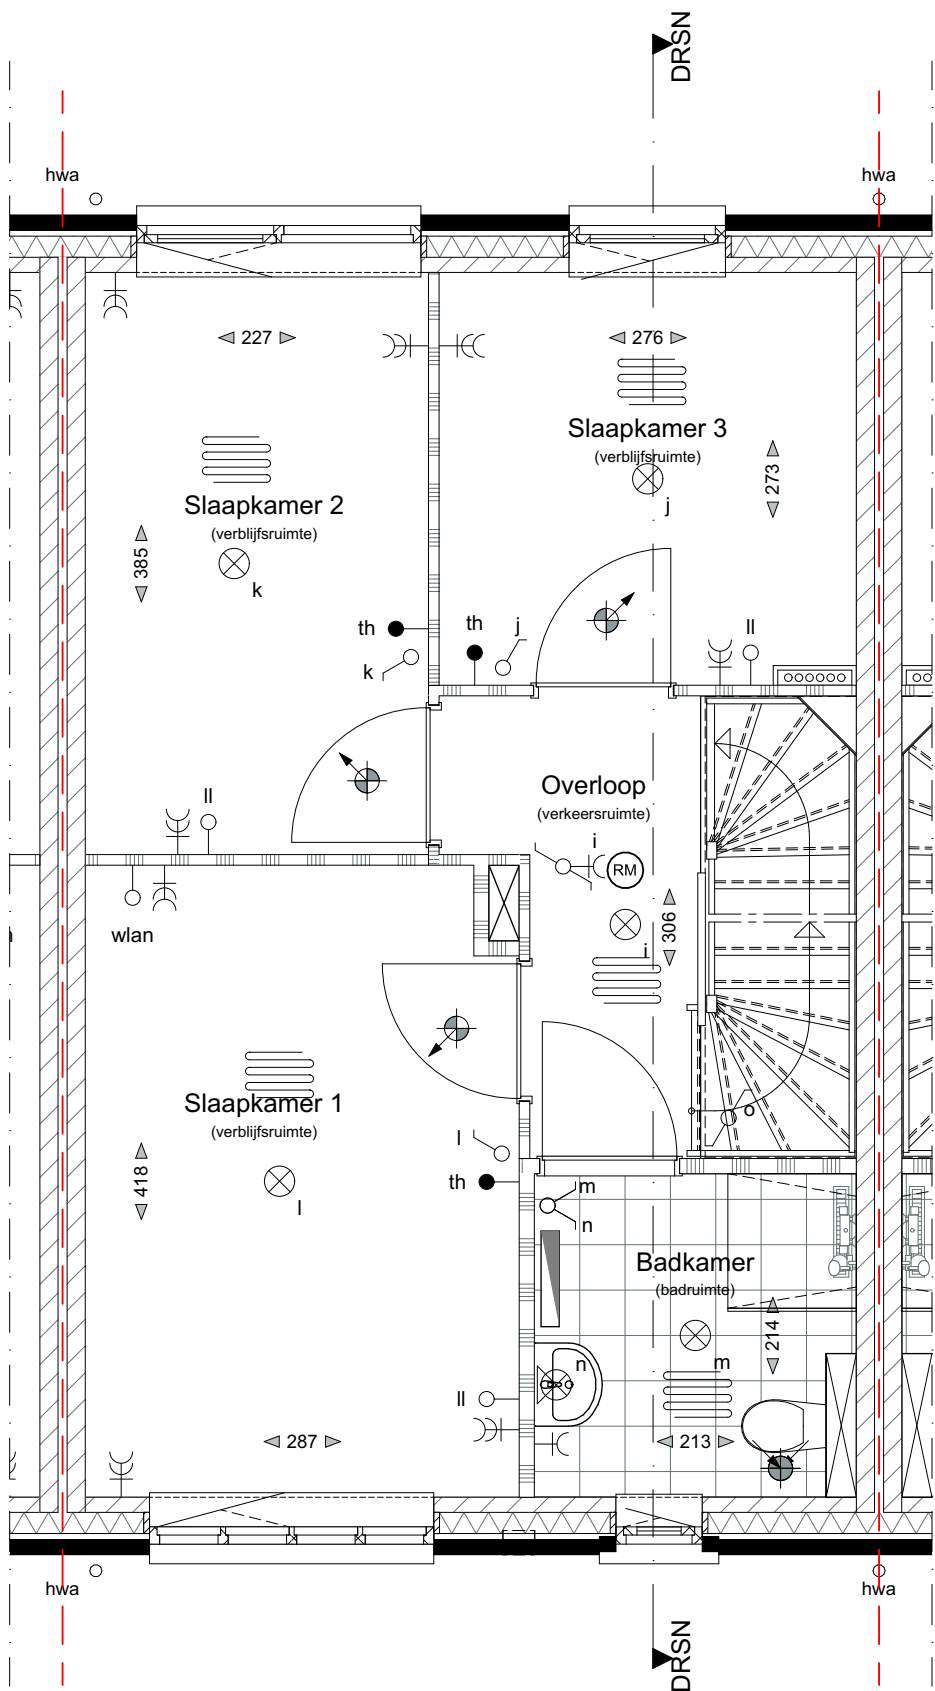 DRSN
hwa
hwa
227
276
Slaapkamer 3
(verblijfsruimte)
j
273
Slaapkamer 2
(verblijfsruimte)
k
385
th
k
th
j
ll
ll
Overloop
(verkeersruimte)
i
RM
i
306
wlan
Slaapkamer 1
(verblijfsruimte)
l
418
l
th
o
m
n
Badkamer
(badruimte)
214
n
m
ll
287
213
hwa
hwa
DRSN